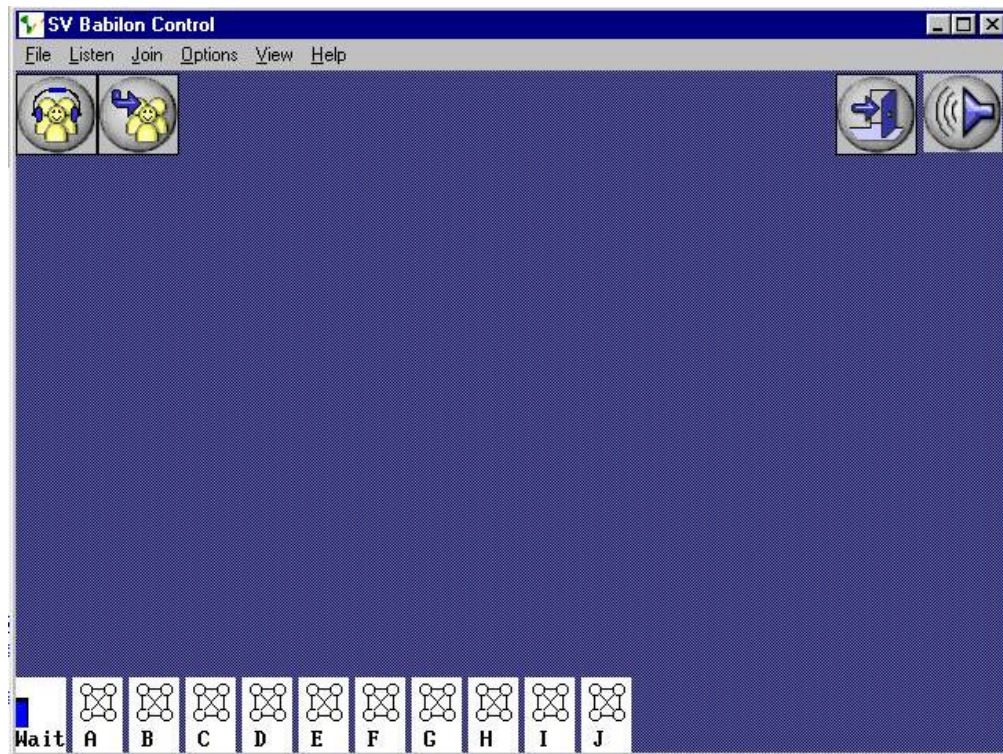 SV Babilon Control
File Listen Join Options View Help
Wait A B C D E F G H I J